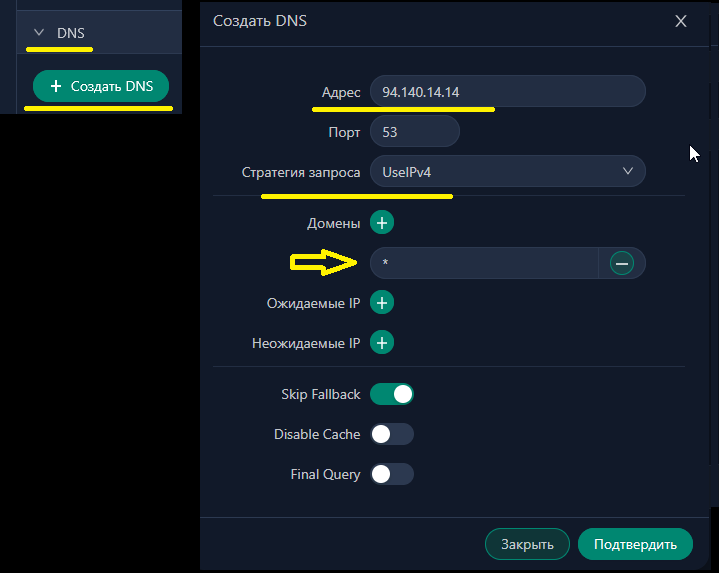 DNS
+ Создать DNS
Создать DNS
Адрес 94.140.14.14
Порт 53
Стратегия запроса UseIPv4
Домены
*
Ожидаемые IP
Неожидаемые IP
Skip Fallback
Disable Cache
Final Query
Закрыть Подтвердить